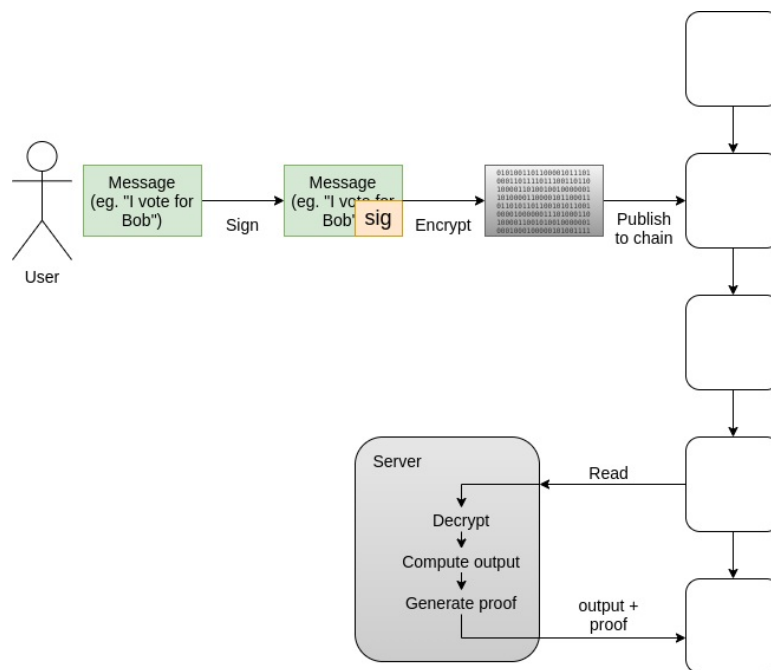 Message
(eg. "I vote for
Bob")
Sign
Message
(eg. "I vote for
Bob"
sig
Encrypt
Publish
to chain
User
Server
Read
Decrypt
Compute output
Generate proof
output +
proof